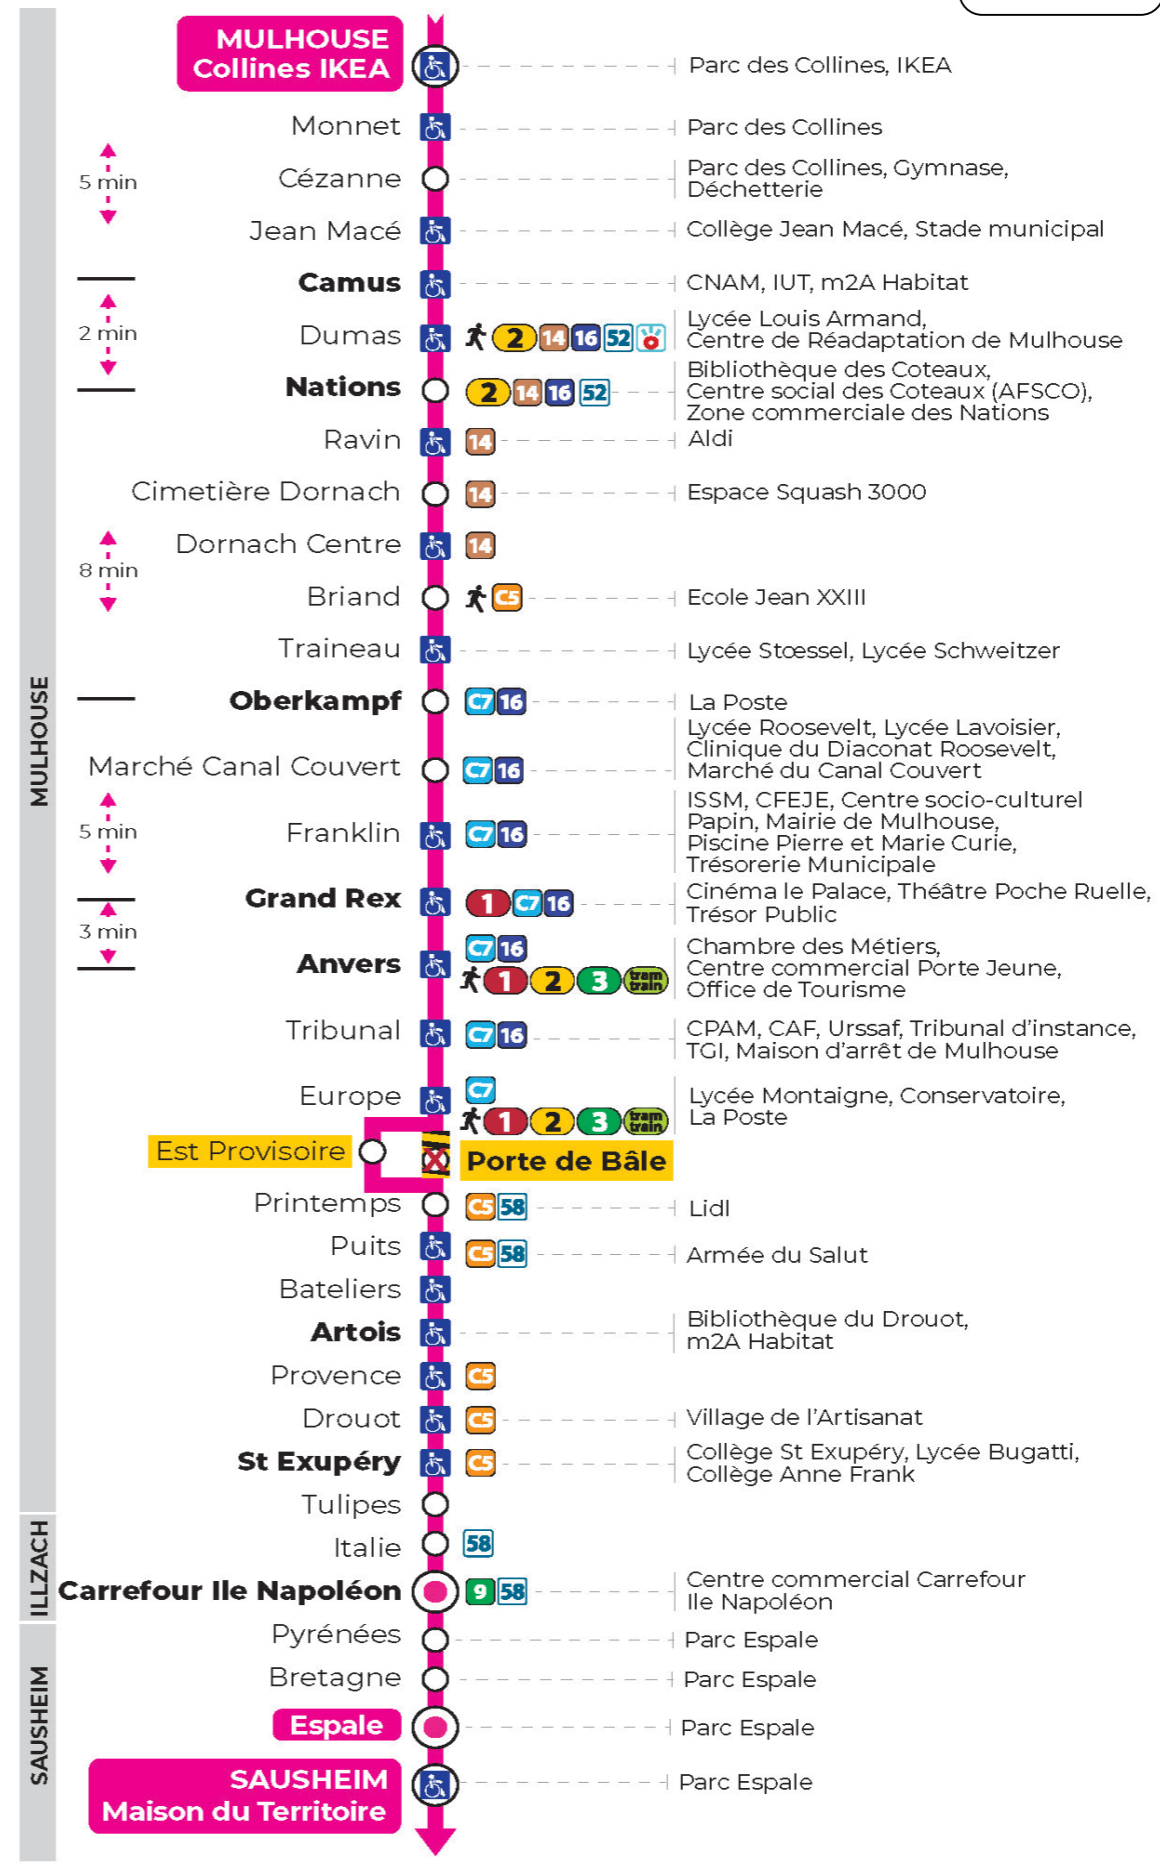 MULHOUSE
Collines IKEA
Parc des Collines, IKEA
Monnet
Parc des Collines
5 min
Cézanne
Parc des Collines, Gymnase,
Déchetterie
Jean Macé
Collège Jean Macé, Stade municipal
Camus
CNAM, IUT, m2A Habitat
2 min
Dumas
2 14 16 52
Lycée Louis Armand,
Centre de Réadaptation de Mulhouse
Nations
2 14 16 52
Bibliothèque des Coteaux,
Centre social des Coteaux (AFSCO),
Zone commerciale des Nations
Ravin
14
Aldi
Cimetière Dornach
14
Espace Squash 3000
Dornach Centre
14
8 min
Briand
C5
Ecole Jean XXIII
Traineau
Lycée Stœssel, Lycée Schweitzer
Oberkampf
C7 16
La Poste
MULHOUSE
Marché Canal Couvert
C7 16
Lycée Roosevelt, Lycée Lavoisier,
Clinique du Diaconat Roosevelt,
Marché du Canal Couvert
5 min
Franklin
C7 16
ISSM, CFEJE, Centre socio-culturel
Papin, Mairie de Mulhouse,
Piscine Pierre et Marie Curie,
Trésorerie Municipale
Grand Rex
1 C7 16
Cinéma le Palace, Théâtre Poche Ruelle,
Trésor Public
3 min
Anvers
C7 16
1 2 3 tram train
Chambre des Métiers,
Centre commercial Porte Jeune,
Office de Tourisme
Tribunal
C7 16
CPAM, CAF, Urssaf, Tribunal d'instance,
TGI, Maison d'arrêt de Mulhouse
Europe
C7
1 2 3 tram train
Lycée Montaigne, Conservatoire,
La Poste
Est Provisoire
Porte de Bâle
Printemps
C5 58
Lidl
Puits
C5 58
Armée du Salut
Bateliers
Artois
Bibliothèque du Drouot,
m2A Habitat
Provence
C5
Drouot
C5
Village de l'Artisanat
St Exupéry
C5
Collège St Exupéry, Lycée Bugatti,
Collège Anne Frank
Tulipes
ILLZACH
Italie
58
Carrefour Ile Napoléon
9 58
Centre commercial Carrefour
Ile Napoléon
SAUSHEIM
Pyrénées
Parc Espale
Bretagne
Parc Espale
Espale
Parc Espale
SAUSHEIM
Maison du Territoire
Parc Espale